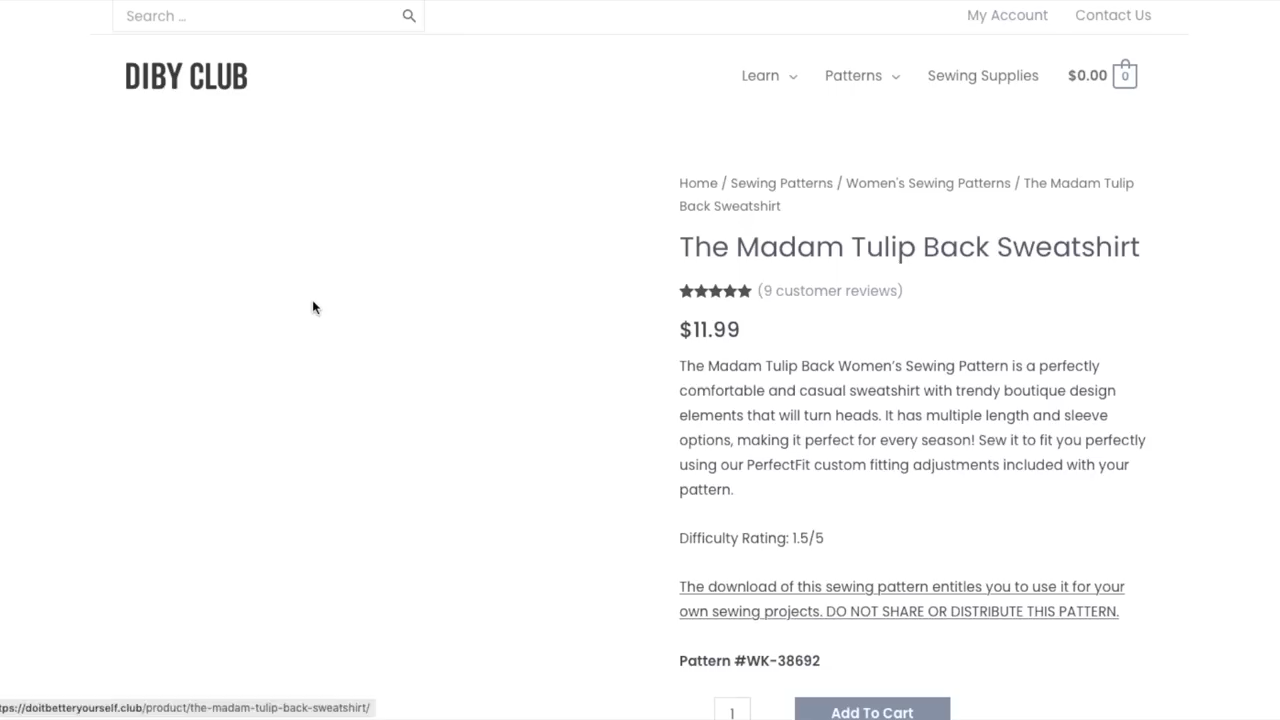 Search ...
My Account
Contact Us
DIBY CLUB
Learn
Patterns
Sewing Supplies
$0.00
0
Home / Sewing Patterns / Women's Sewing Patterns / The Madam Tulip
Back Sweatshirt
The Madam Tulip Back Sweatshirt
(9 customer reviews)
$11.99
The Madam Tulip Back Women's Sewing Pattern is a perfectly
comfortable and casual sweatshirt with trendy boutique design
elements that will turn heads. It has multiple length and sleeve
options, making it perfect for every season! Sew it to fit you perfectly
using our PerfectFit custom fitting adjustments included with your
pattern.
Difficulty Rating: 1.5/5
The download of this sewing pattern entitles you to use it for your
own sewing projects. DO NOT SHARE OR DISTRIBUTE THIS PATTERN.
Pattern #WK-38692
1
Add To Cart
tps://doitbetteryourself.club/product/the-madam-tulip-back-sweatshirt/